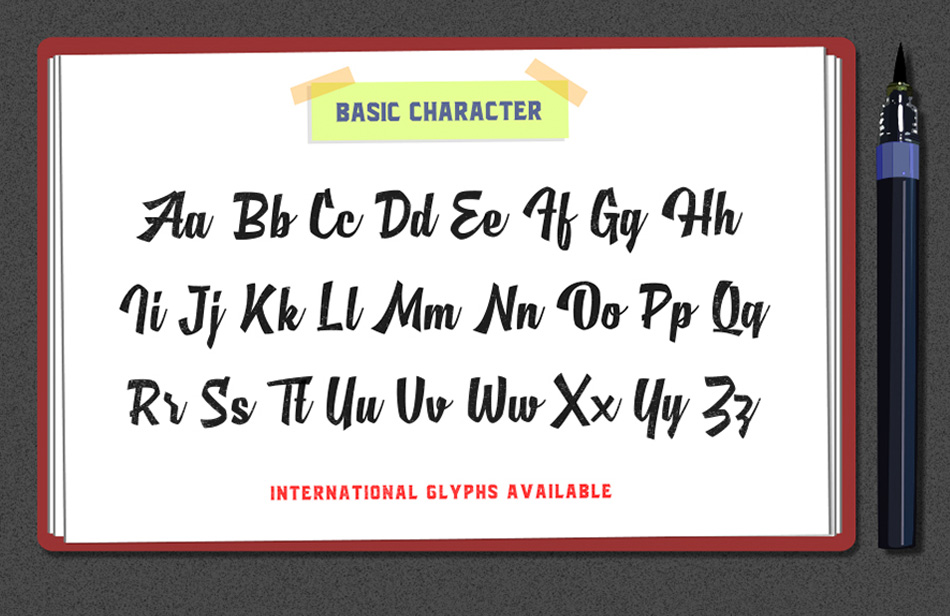 BASIC CHARACTER
Aa Bb Cc Dd Ee Ff Gg Hh
Ii Jj Kk Ll Mm Nn Oo Pp Qq
Rr Ss Tt Uu Vv Ww Xx Yy Zz
INTERNATIONAL GLYPHS AVAILABLE